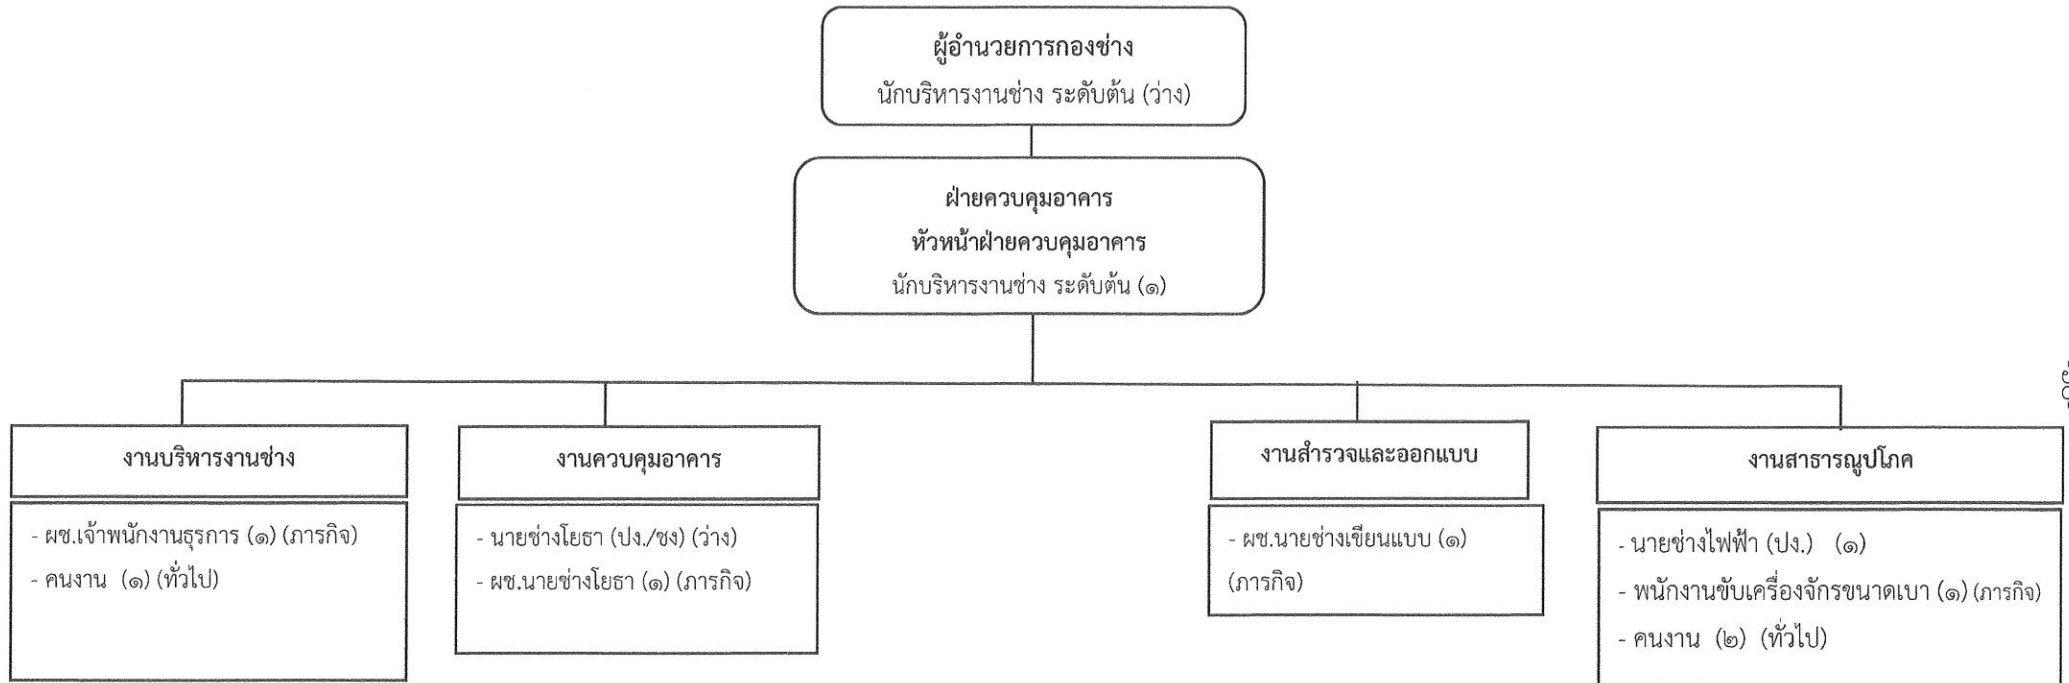 ผู้อำนวยการกองช่าง
นักบริหารงานช่าง ระดับต้น (ว่าง)
ฝ่ายควบคุมอาคาร
หัวหน้าฝ่ายควบคุมอาคาร
นักบริหารงานช่าง ระดับต้น (๑)
งานบริหารงานช่าง
- ผช.เจ้าพนักงานธุรการ (๑) (ภารกิจ)
- คนงาน (๑) (ทั่วไป)
งานควบคุมอาคาร
- นายช่างโยธา (ปง./ชง) (ว่าง)
- ผช.นายช่างโยธา (๑) (ภารกิจ)
งานสำรวจและออกแบบ
- ผช.นายช่างเขียนแบบ (๑)
(ภารกิจ)
งานสาธารณูปโภค
- นายช่างไฟฟ้า (ปง.) (๑)
- พนักงานขับเครื่องจักรขนาดเบา (๑) (ภารกิจ)
- คนงาน (๒) (ทั่วไป)